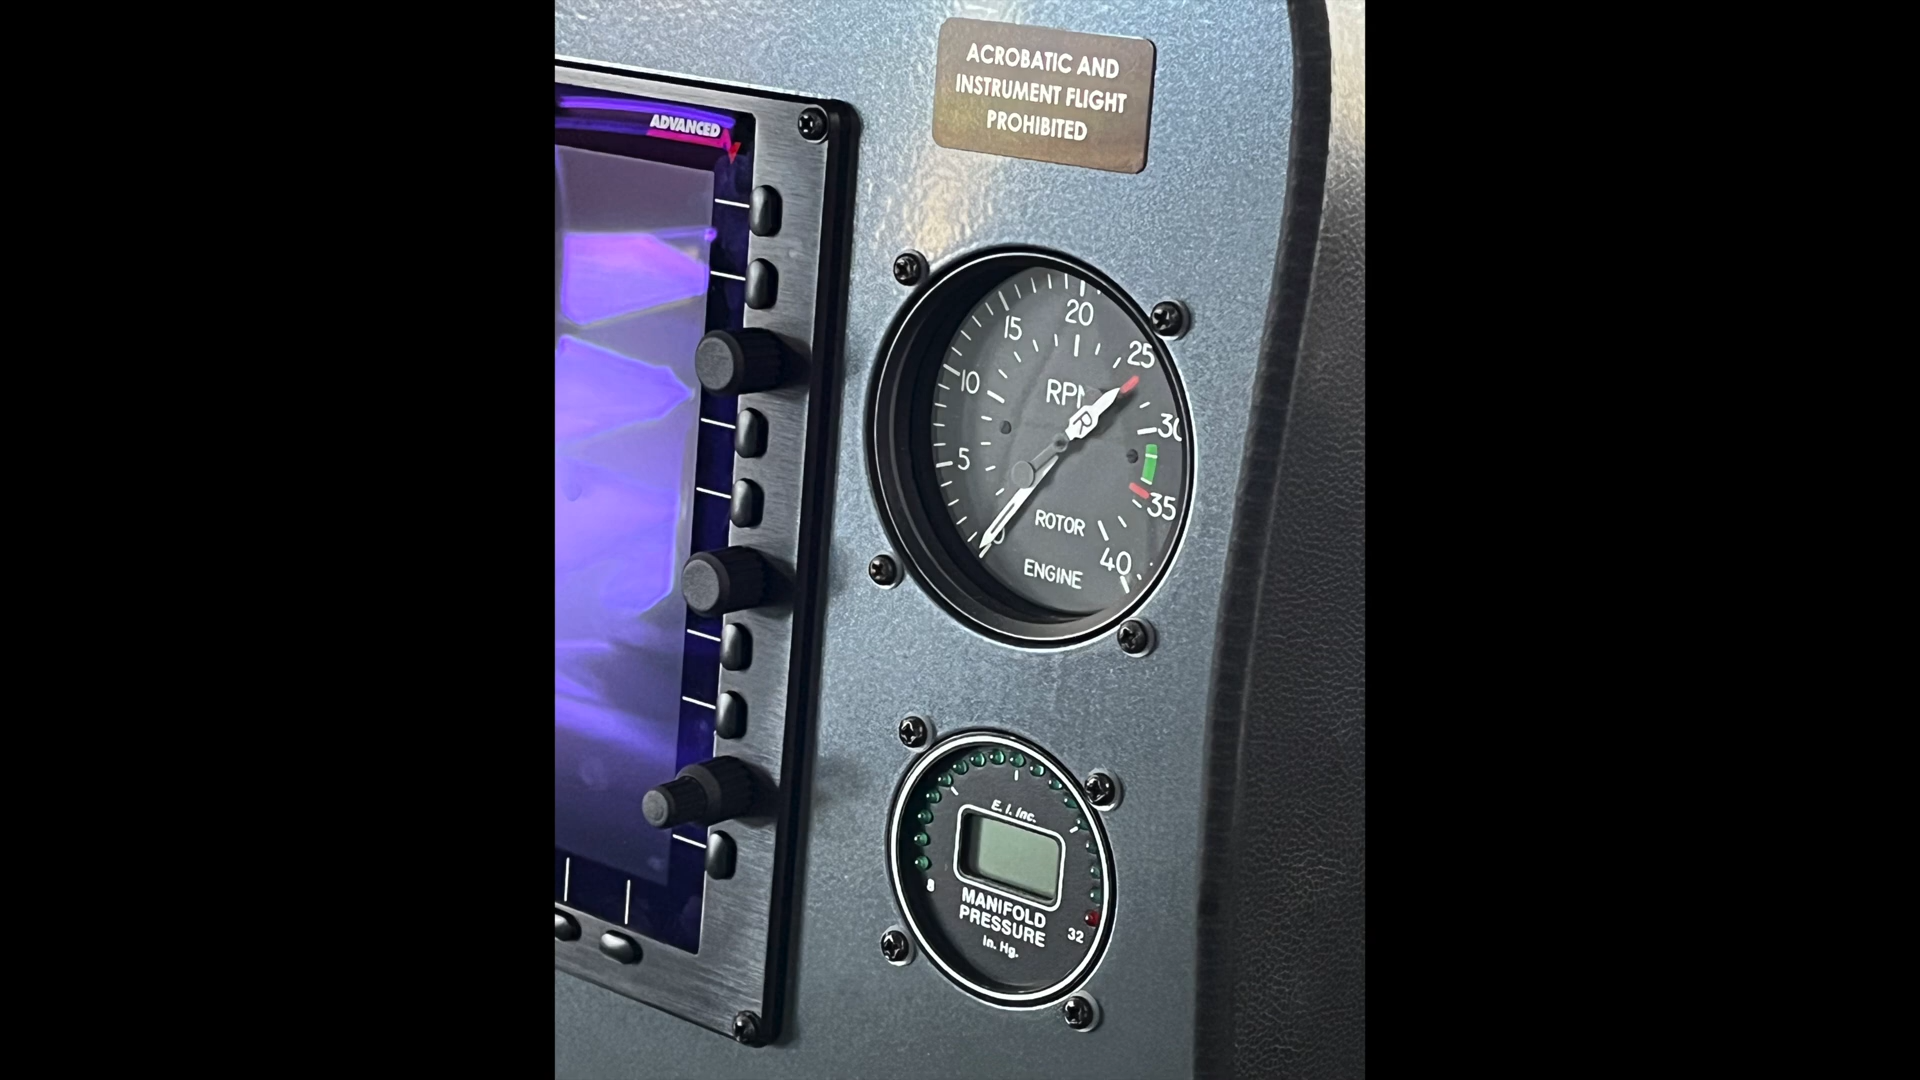 ACROBATIC AND
INSTRUMENT FLIGHT
PROHIBITED
ADVANCED
20
15
25
10
RPM
R
30
5
35
ROTOR
40
ENGINE
E. I. Inc.
8
MANIFOLD
PRESSURE
32
In. Hg.